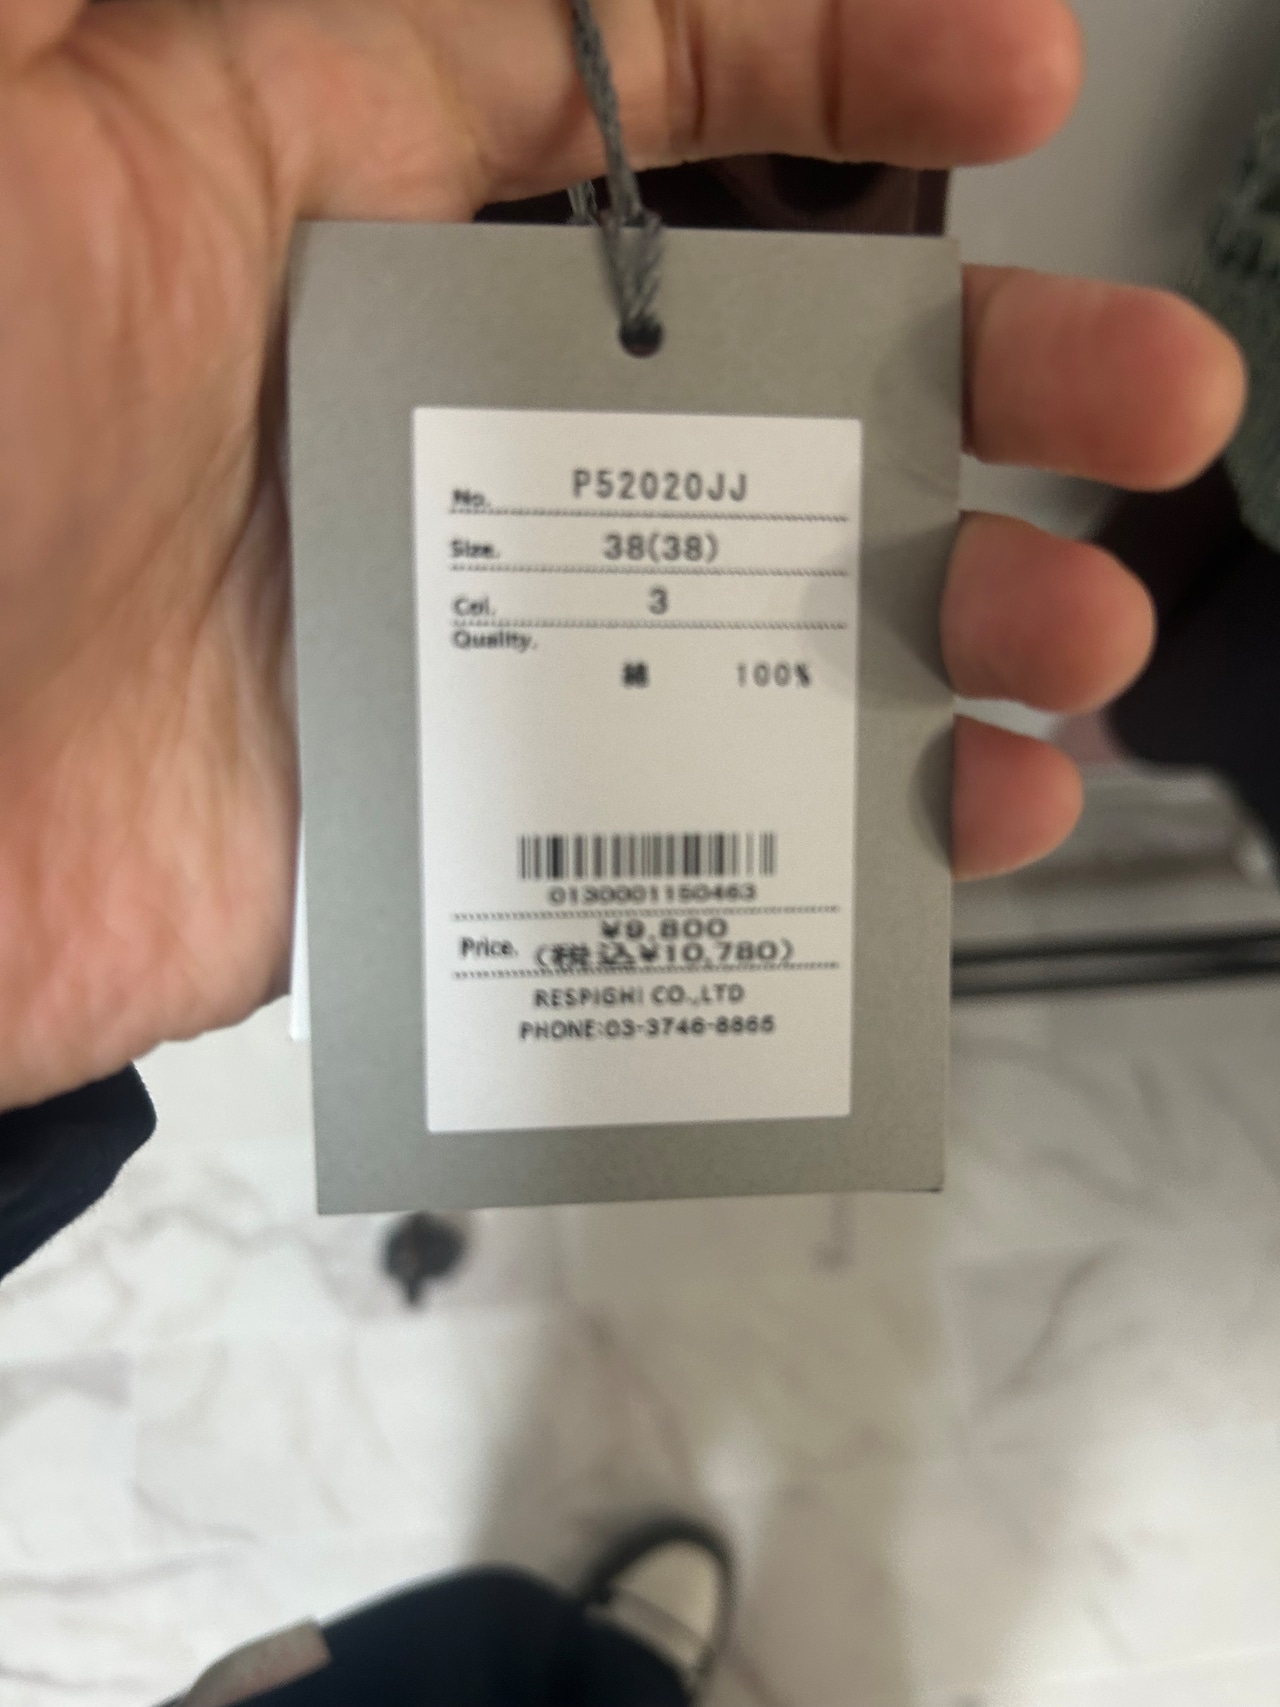 No. P52020JJ
Size. 38(38)
Col. 3
Quality.
綿 100%
0130001150463
¥9,800
Price. (税込¥10,780)
RESPIGHI CO.,LTD
PHONE:03-3746-8865